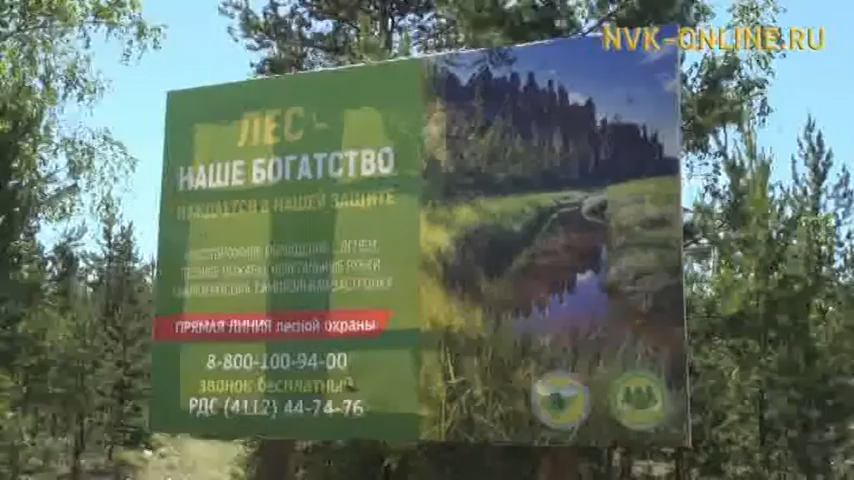 NVK-ONLINE.RU
ЛЕС -
НАШЕ БОГАТСТВО
НУЖДАЕТСЯ В НАШЕЙ ЗАЩИТЕ
ПРЯМАЯ ЛИНИЯ лесной охраны
8-800-100-94-00
звонок бесплатный
РДС (4112) 44-74-76